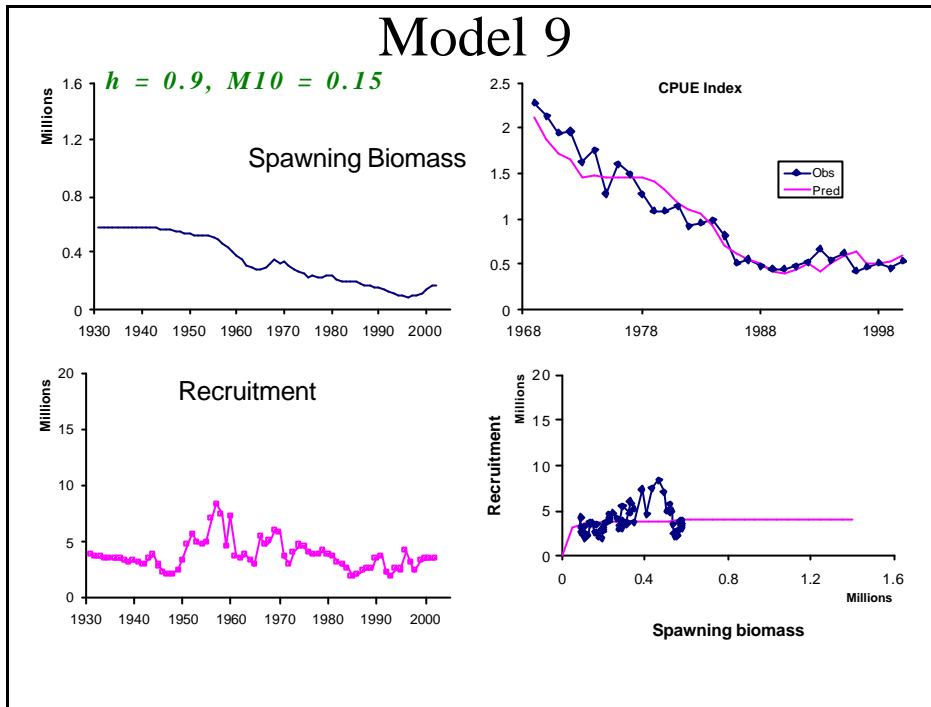 Model 9
h = 0.9, M10 = 0.15
Millions
1.6
1.2
0.8
0.4
0
Spawning Biomass
1930 1940 1950 1960 1970 1980 1990 2000
CPUE Index
2.5
2
1.5
1
0.5
0
Obs
Pred
1968 1978 1988 1998
Recruitment
Millions
20
15
10
5
0
1930 1940 1950 1960 1970 1980 1990 2000
Recruitment
Millions
20
15
10
5
0
0 0.4 0.8 1.2 1.6
Millions
Spawning biomass